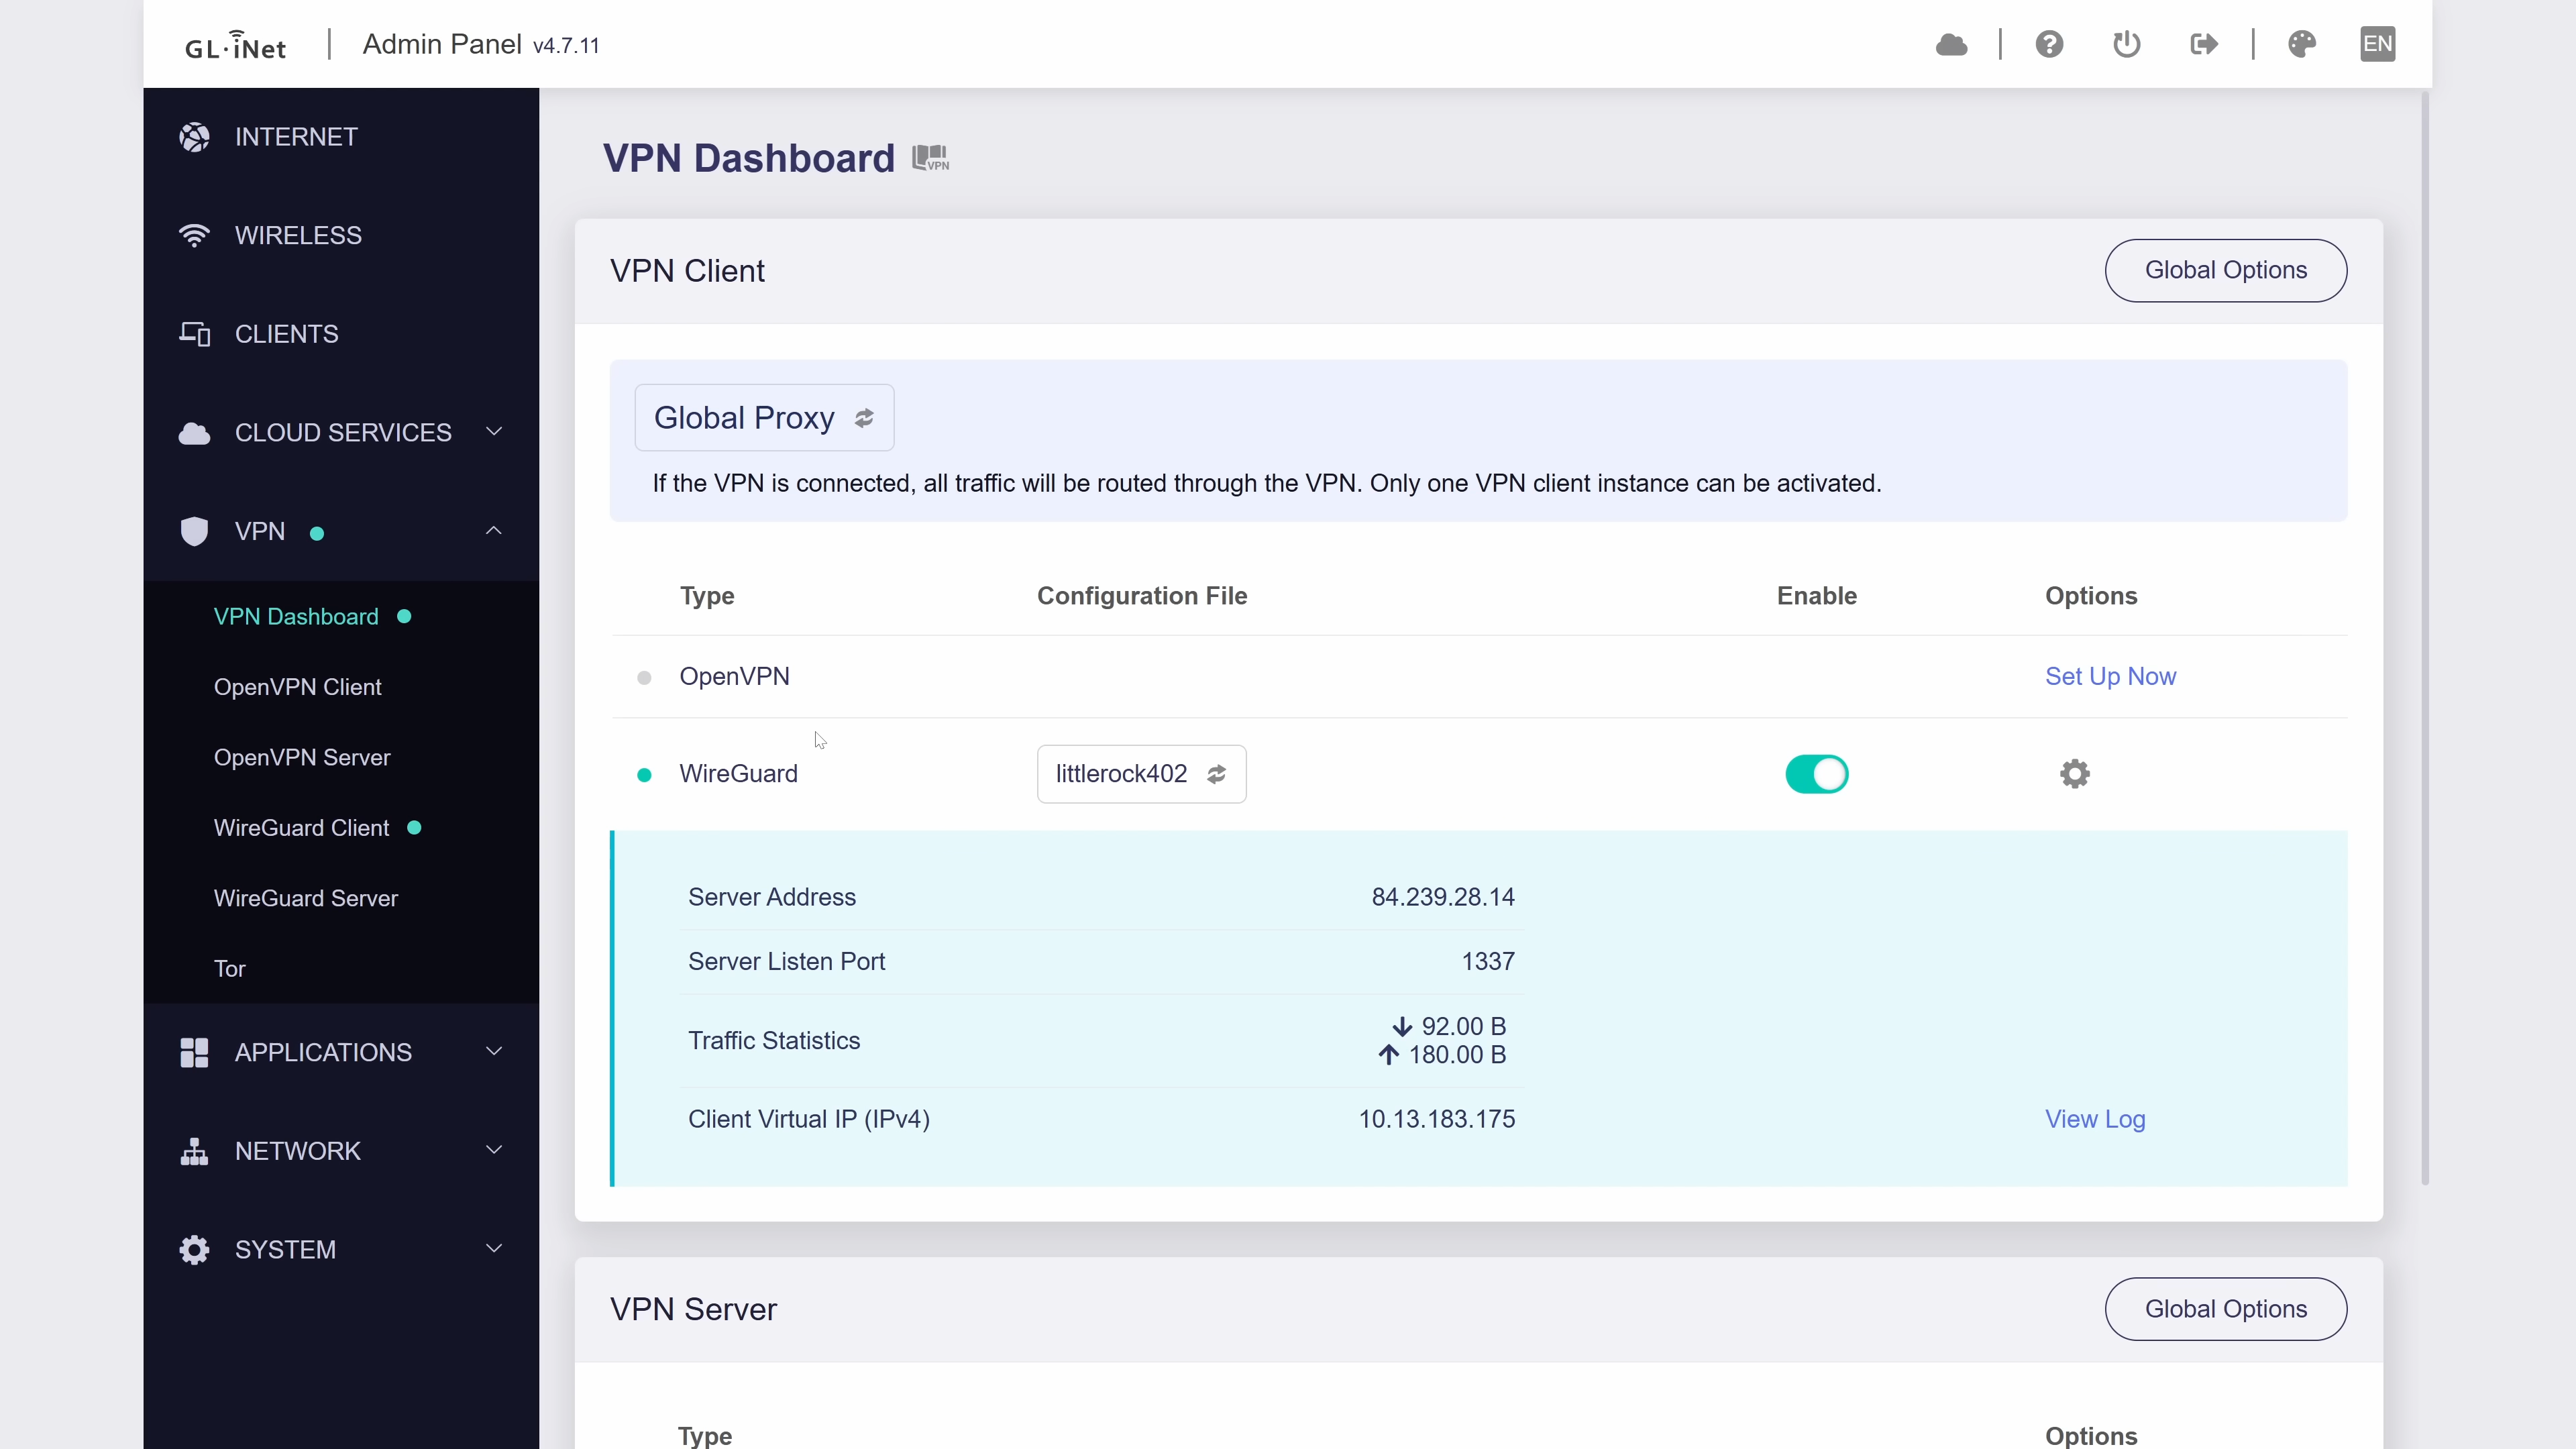 GL·iNet Admin Panel v4.7.11 EN
INTERNET
WIRELESS
CLIENTS
CLOUD SERVICES
VPN
VPN Dashboard
OpenVPN Client
OpenVPN Server
WireGuard Client
WireGuard Server
Tor
APPLICATIONS
NETWORK
SYSTEM
VPN Dashboard VPN
VPN Client Global Options
Global Proxy
If the VPN is connected, all traffic will be routed through the VPN. Only one VPN client instance can be activated.
Type Configuration File Enable Options
OpenVPN Set Up Now
WireGuard littlerock402
Server Address 84.239.28.14
Server Listen Port 1337
Traffic Statistics ↓ 92.00 B
↑ 180.00 B
Client Virtual IP (IPv4) 10.13.183.175 View Log
VPN Server Global Options
Type Options